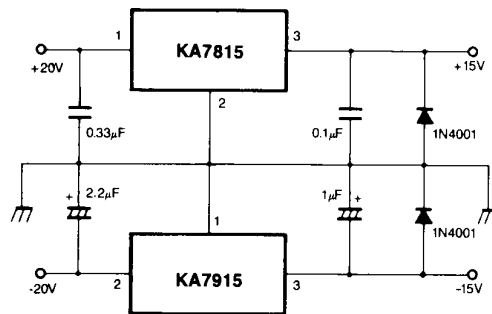 1
KA7815
3
+20V
+15V
2
0.33μF
0.1μF
1N4001
+
2.2μF
1μF
+
1
1N4001
KA7915
-20V
2
3
-15V